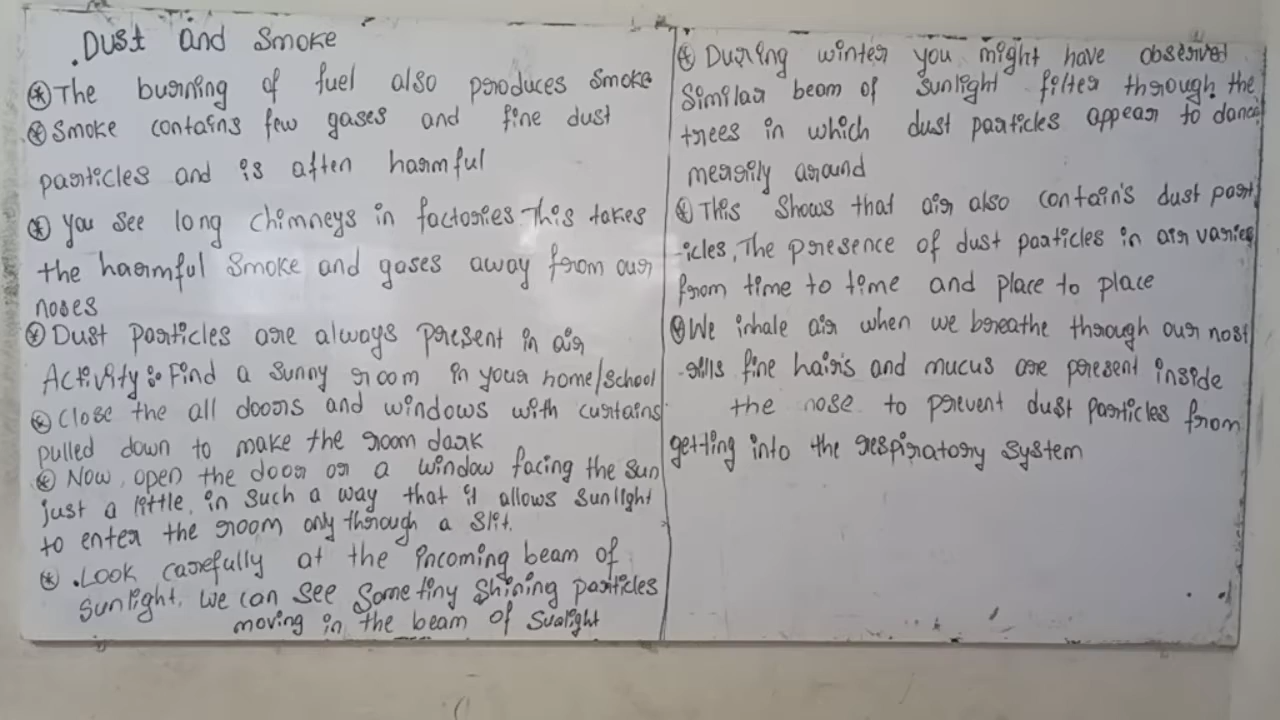 .Dust and Smoke
⊛ The burning of fuel also produces smoke
⊛ Smoke contains few gases and fine dust
particles and is often harmful
⊛ you see long chimneys in factories. This takes
the harmful smoke and gases away from our
noses
⊛ Dust particles are always present in air
Activity :- Find a sunny room in your home/school
⊛ Close the all doors and windows with curtains
pulled down to make the room dark
⊛ Now, open the door or a window facing the sun
just a little, in such a way that it allows sunlight
to enter the room only through a slit.
⊛ .Look carefully at the incoming beam of
sunlight. we can see some tiny shining particles
moving in the beam of sunlight
⊛ During winter you might have observed
similar beam of sunlight filter through the
trees in which dust particles appear to dance
merrily around
⊛ This shows that air also contain's dust part
-icles, The presence of dust particles in air varies
from time to time and place to place
⊛ We inhale air when we breathe through our nost
-rills fine hair's and mucus are present inside
the nose to prevent dust particles from
getting into the respiratory system